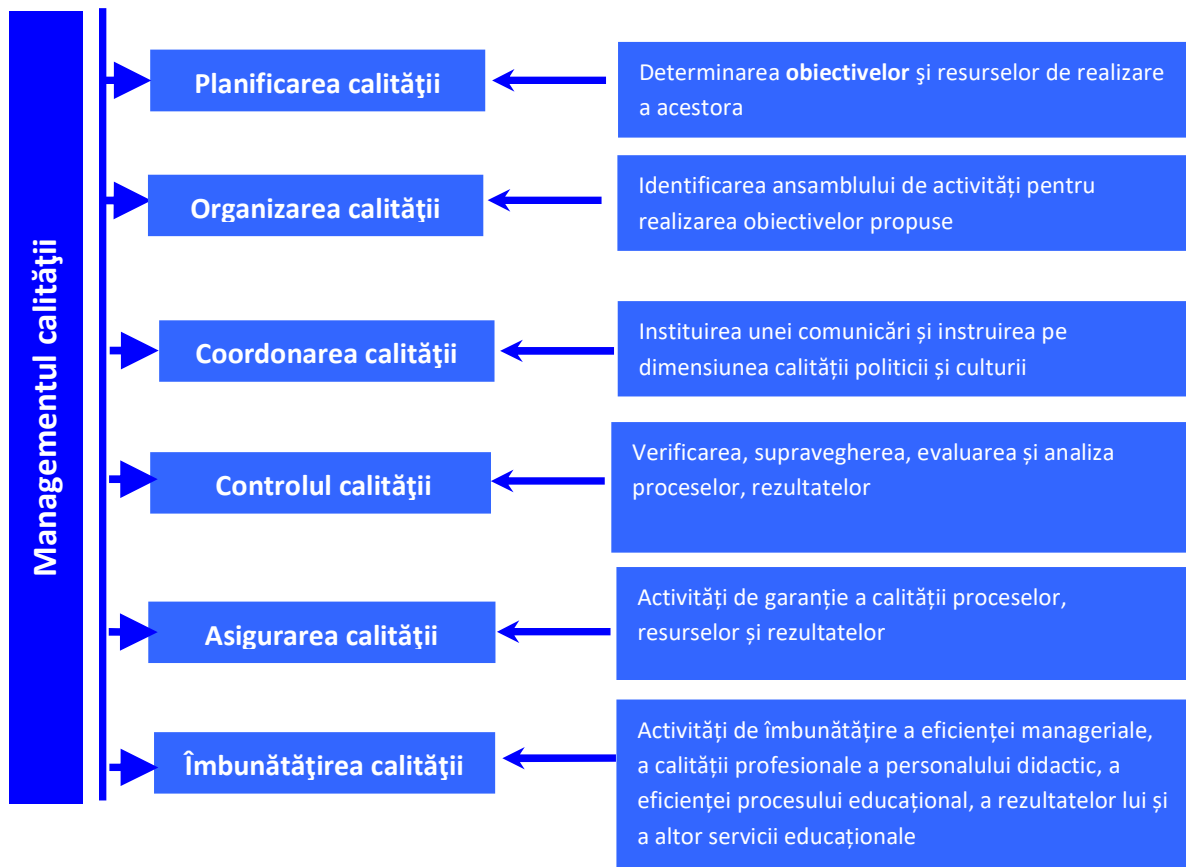 Managementul calităţii
Planificarea calităţii
Determinarea obiectivelor şi resurselor de realizare
a acestora
Organizarea calităţii
Identificarea ansamblului de activități pentru
realizarea obiectivelor propuse
Coordonarea calităţii
Instituirea unei comunicări și instruirea pe
dimensiunea calității politicii și culturii
Controlul calităţii
Verificarea, supravegherea, evaluarea și analiza
proceselor, rezultatelor
Asigurarea calităţii
Activități de garanție a calității proceselor,
resurselor și rezultatelor
Îmbunătăţirea calităţii
Activități de îmbunătățire a eficienței manageriale,
a calității profesionale a personalului didactic, a
eficienței procesului educațional, a rezultatelor lui și
a altor servicii educaționale